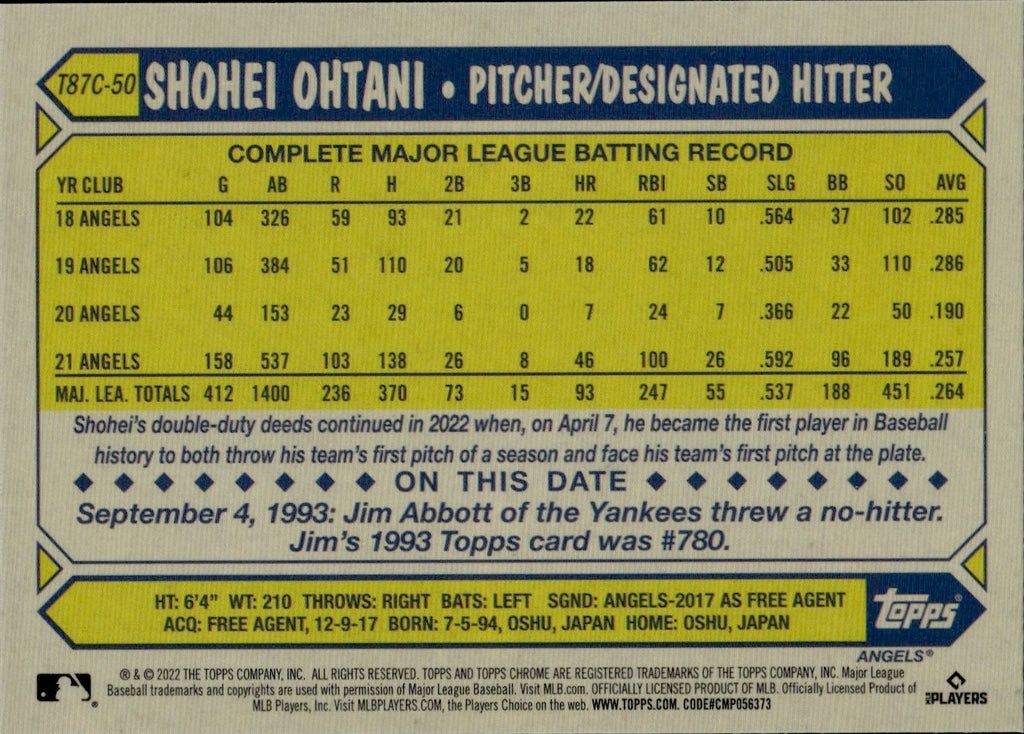 T87C-50 SHOHEI OHTANI • PITCHER/DESIGNATED HITTER
COMPLETE MAJOR LEAGUE BATTING RECORD
YR CLUB G AB R H 2B 3B HR RBI SB SLG BB SO AVG
18 ANGELS 104 326 59 93 21 2 22 61 10 .564 37 102 .285
19 ANGELS 106 384 51 110 20 5 18 62 12 .505 33 110 .286
20 ANGELS 44 153 23 29 6 0 7 24 7 .366 22 50 .190
21 ANGELS 158 537 103 138 26 8 46 100 26 .592 96 189 .257
MAJ. LEA. TOTALS 412 1400 236 370 73 15 93 247 55 .537 188 451 .264
Shohei's double-duty deeds continued in 2022 when, on April 7, he became the first player in Baseball
history to both throw his team's first pitch of a season and face his team's first pitch at the plate.
ON THIS DATE
September 4, 1993: Jim Abbott of the Yankees threw a no-hitter.
Jim's 1993 Topps card was #780.
HT: 6'4" WT: 210 THROWS: RIGHT BATS: LEFT SGND: ANGELS-2017 AS FREE AGENT
ACQ: FREE AGENT, 12-9-17 BORN: 7-5-94, OSHU, JAPAN HOME: OSHU, JAPAN
topps®
ANGELS®
® & © 2022 THE TOPPS COMPANY, INC. ALL RIGHTS RESERVED. TOPPS AND TOPPS CHROME ARE REGISTERED TRADEMARKS OF THE TOPPS COMPANY, INC. Major League
Baseball trademarks and copyrights are used with permission of Major League Baseball. Visit MLB.com. OFFICIALLY LICENSED PRODUCT OF MLB. Officially Licensed Product of
MLB Players, Inc. Visit MLBPLAYERS.COM, the Players Choice on the web. WWW.TOPPS.COM. CODE#CMP056373
MLB PLAYERS